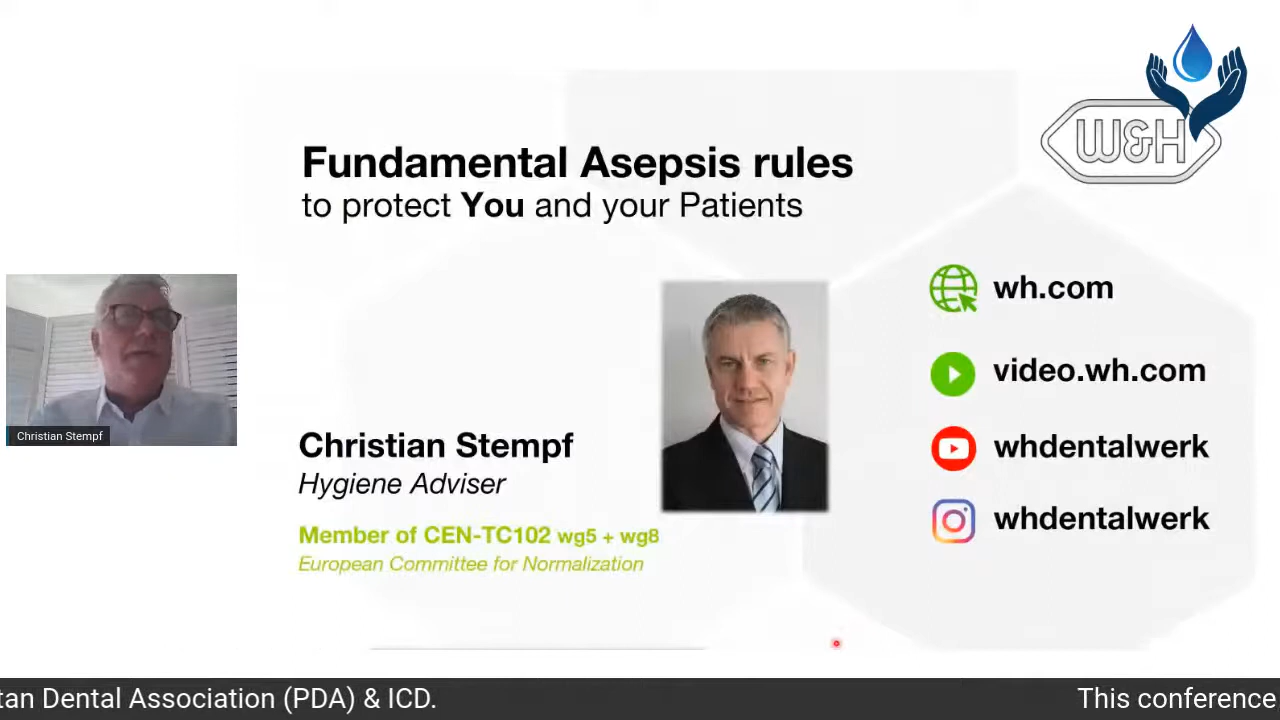 Fundamental Asepsis rules
to protect You and your Patients
W&H
wh.com
video.wh.com
whdentalwerk
whdentalwerk
Christian Stempf
Christian Stempf
Hygiene Adviser
Member of CEN-TC102 wg5 + wg8
European Committee for Normalization
tan Dental Association (PDA) & ICD.
This conference